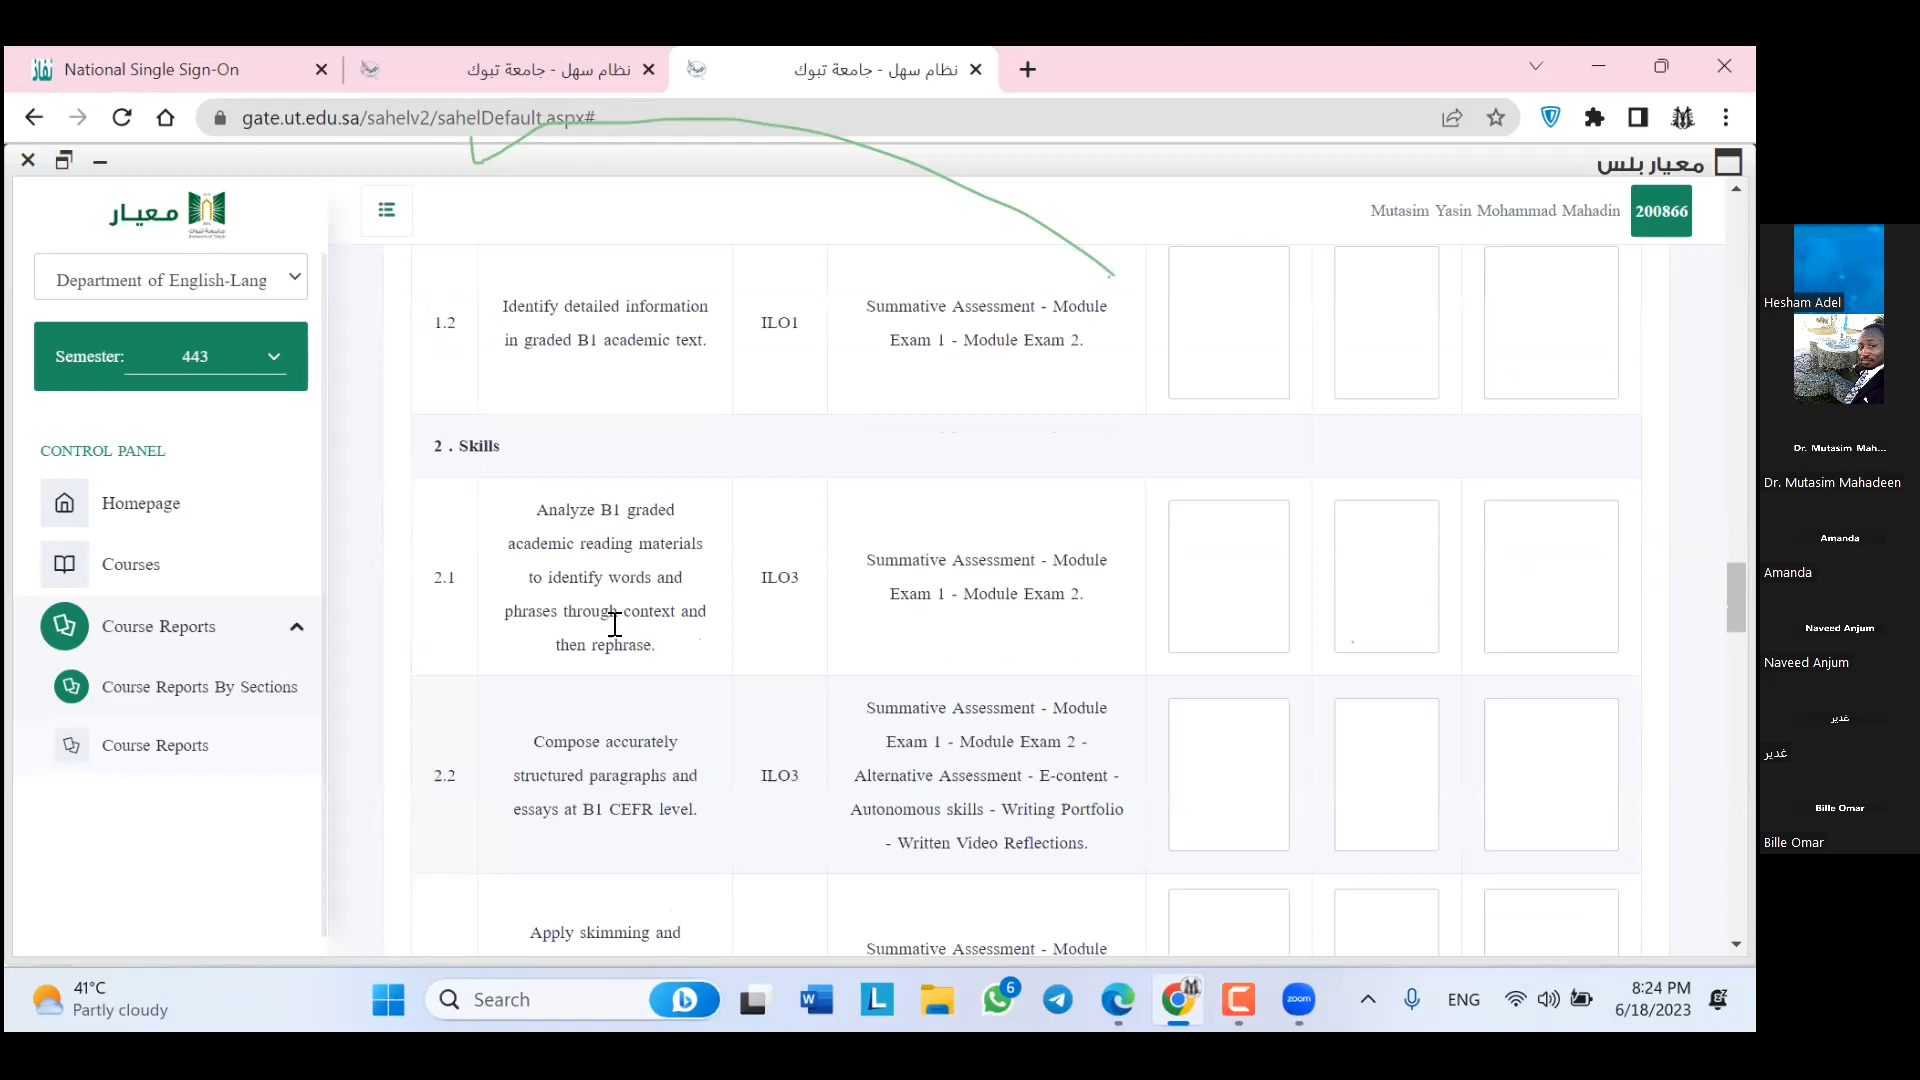 National Single Sign-On
نظام سهل - جامعة تبوك
نظام سهل - جامعة تبوك
gate.ut.edu.sa/sahelv2/sahelDefault.aspx#
معيار بلس
معيار
Mutasim Yasin Mohammad Mahadin
200866
Department of English-Lang
Semester: 443
CONTROL PANEL
Homepage
Courses
Course Reports
Course Reports By Sections
Course Reports
1.2
Identify detailed information
in graded B1 academic text.
ILO1
Summative Assessment - Module
Exam 1 - Module Exam 2.
2 . Skills
2.1
Analyze B1 graded
academic reading materials
to identify words and
phrases through context and
then rephrase.
ILO3
Summative Assessment - Module
Exam 1 - Module Exam 2.
2.2
Compose accurately
structured paragraphs and
essays at B1 CEFR level.
ILO3
Summative Assessment - Module
Exam 1 - Module Exam 2 -
Alternative Assessment - E-content -
Autonomous skills - Writing Portfolio
- Written Video Reflections.
Apply skimming and
Summative Assessment - Module
Hesham Adel
Dr. Mutasim Mah...
Dr. Mutasim Mahadeen
Amanda
Amanda
Naveed Anjum
Naveed Anjum
غدير
غدير
Bille Omar
Bille Omar
41°C
Partly cloudy
Search
W
L
6
zoom
ENG
8:24 PM
6/18/2023